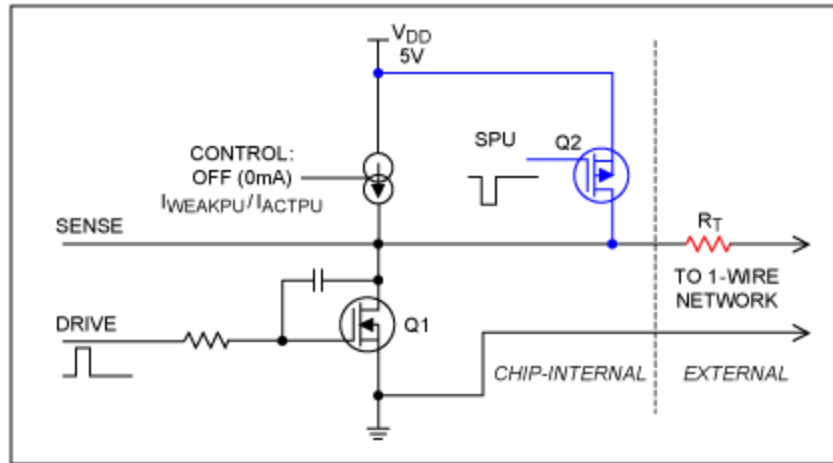 VDD
5V
CONTROL:
OFF (0mA)
IWEAKPU/IACTPU
SPU
Q2
SENSE
RT
TO 1-WIRE
NETWORK
DRIVE
Q1
CHIP-INTERNAL
EXTERNAL